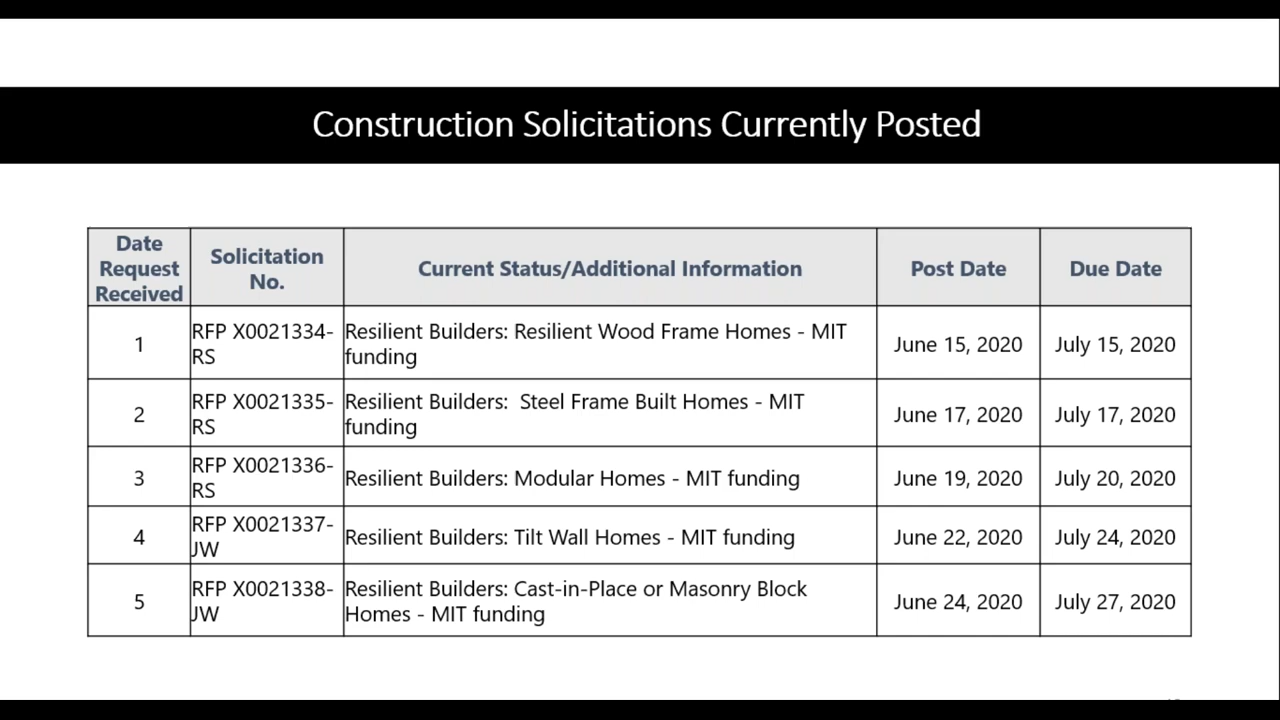 Construction Solicitations Currently Posted
Date
Request
Received
Solicitation
No.
Current Status/Additional Information
Post Date
Due Date
1
RFP X0021334-
RS
Resilient Builders: Resilient Wood Frame Homes - MIT
funding
June 15, 2020
July 15, 2020
2
RFP X0021335-
RS
Resilient Builders:  Steel Frame Built Homes - MIT
funding
June 17, 2020
July 17, 2020
3
RFP X0021336-
RS
Resilient Builders: Modular Homes - MIT funding
June 19, 2020
July 20, 2020
4
RFP X0021337-
JW
Resilient Builders: Tilt Wall Homes - MIT funding
June 22, 2020
July 24, 2020
5
RFP X0021338-
JW
Resilient Builders: Cast-in-Place or Masonry Block
Homes - MIT funding
June 24, 2020
July 27, 2020